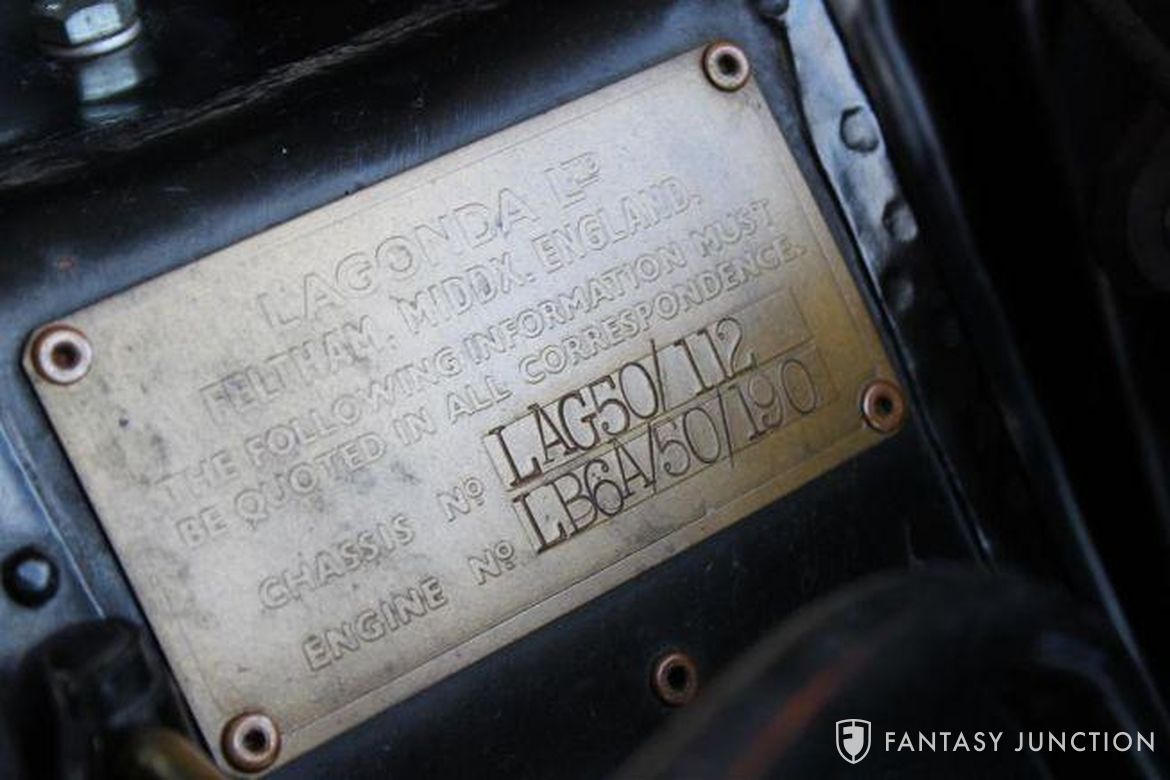 LAGONDA LTD
FELTHAM. MIDDX. ENGLAND.
THE FOLLOWING INFORMATION MUST
BE QUOTED IN ALL CORRESPONDENCE.
CHASSIS Nº LAG50/112
ENGINE Nº LB6A/50/190
FANTASY JUNCTION